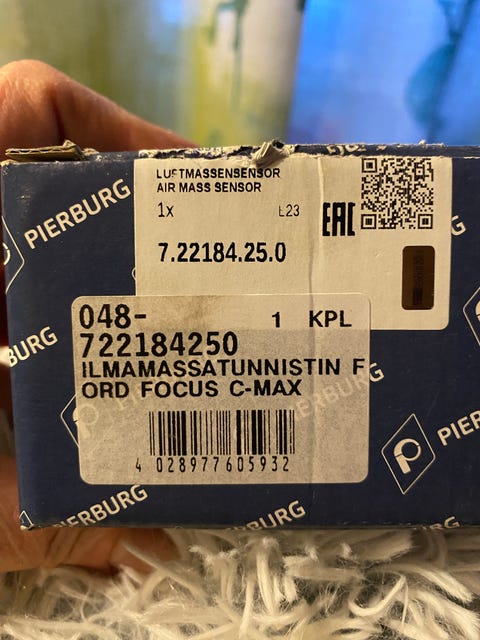 LUFTMASSENSENSOR
AIR MASS SENSOR
1x
L23
EAC
7.22184.25.0
PIERBURG
048-
1 KPL
722184250
ILMAMASSATUNNISTIN F
ORD FOCUS C-MAX
4 028977 605932
BURG
PIERBURG
PIERBURG
PIERBURG
PIE